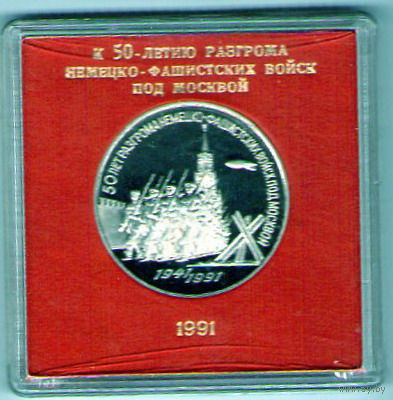 К 50-ЛЕТИЮ РАЗГРОМА
НЕМЕЦКО-ФАШИСТСКИХ ВОЙСК
ПОД МОСКВОЙ
50 ЛЕТ РАЗГРОМА НЕМЕЦКО-ФАШИСТСКИХ ВОЙСК ПОД МОСКВОЙ
1941 1991
1991